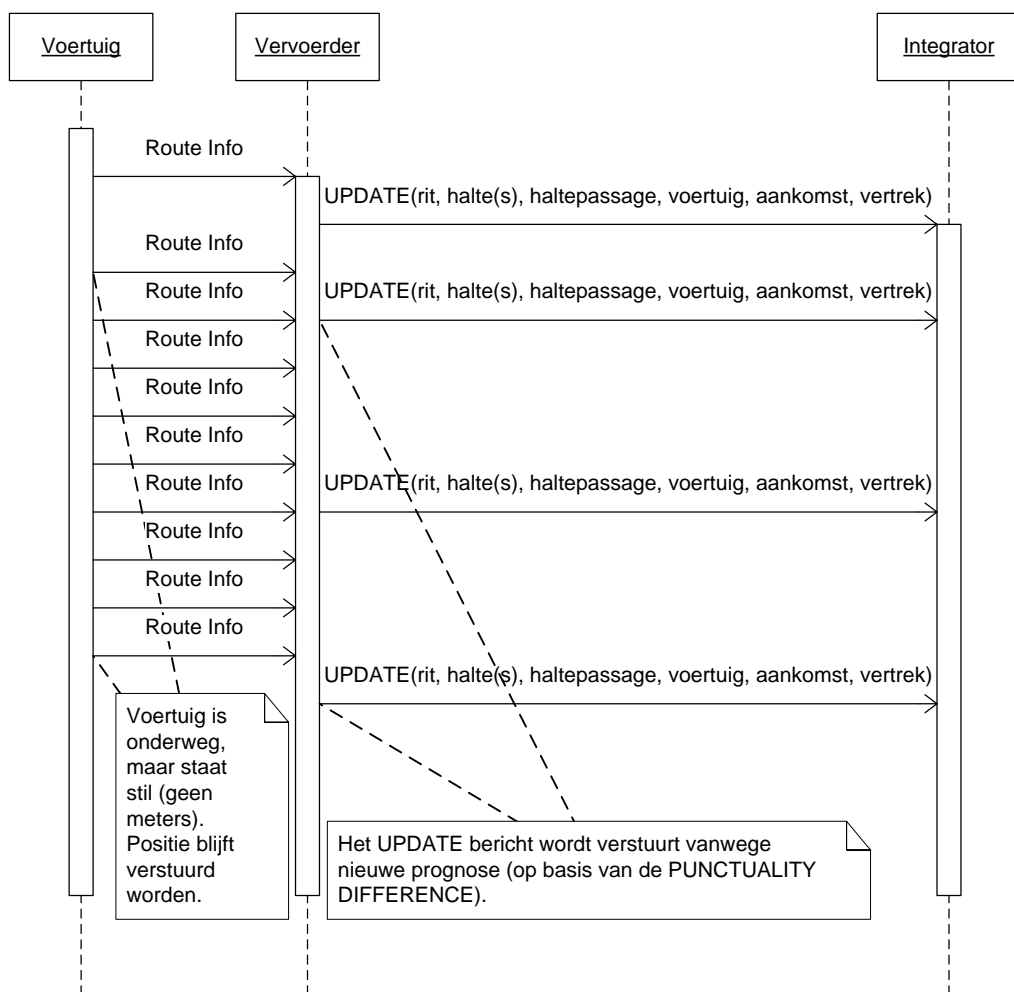 Voertuig
Vervoerder
Integrator
Route Info
UPDATE(rit, halte(s), haltepassage, voertuig, aankomst, vertrek)
Route Info
Route Info
UPDATE(rit, halte(s), haltepassage, voertuig, aankomst, vertrek)
Route Info
Route Info
Route Info
Route Info
UPDATE(rit, halte(s), haltepassage, voertuig, aankomst, vertrek)
Route Info
Route Info
Route Info
UPDATE(rit, halte(s), haltepassage, voertuig, aankomst, vertrek)
Voertuig is
onderweg,
maar staat
stil (geen
meters).
Positie blijft
verstuurd
worden.
Het UPDATE bericht wordt verstuurt vanwege
nieuwe prognose (op basis van de PUNCTUALITY
DIFFERENCE).